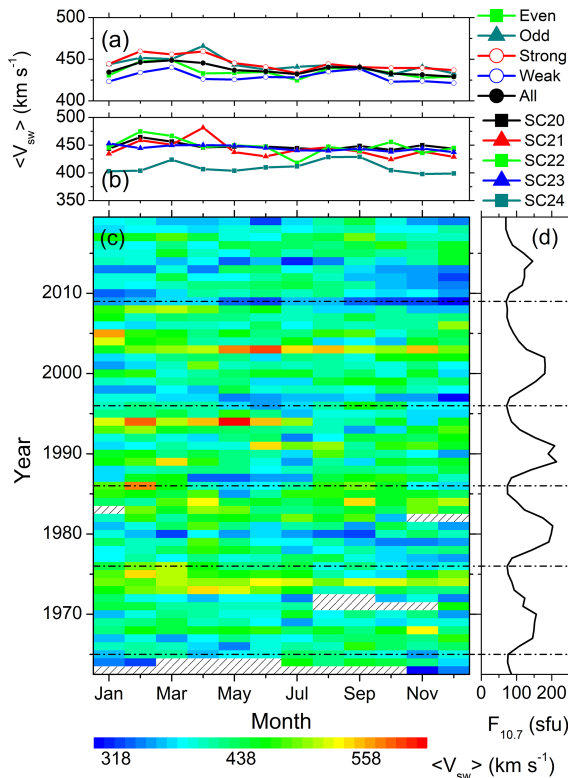 500
(a)
450
400
Even
Odd
Strong
Weak
All
<V_sw> (km s⁻¹)
450
400
350
(b)
SC20
SC21
SC22
SC23
SC24
(c)
(d)
2010
2000
1990
1980
1970
Year
Jan Mar May Jul Sep Nov
Month
0 100 200
F_10.7 (sfu)
318 438 558
<V_sw> (km s⁻¹)